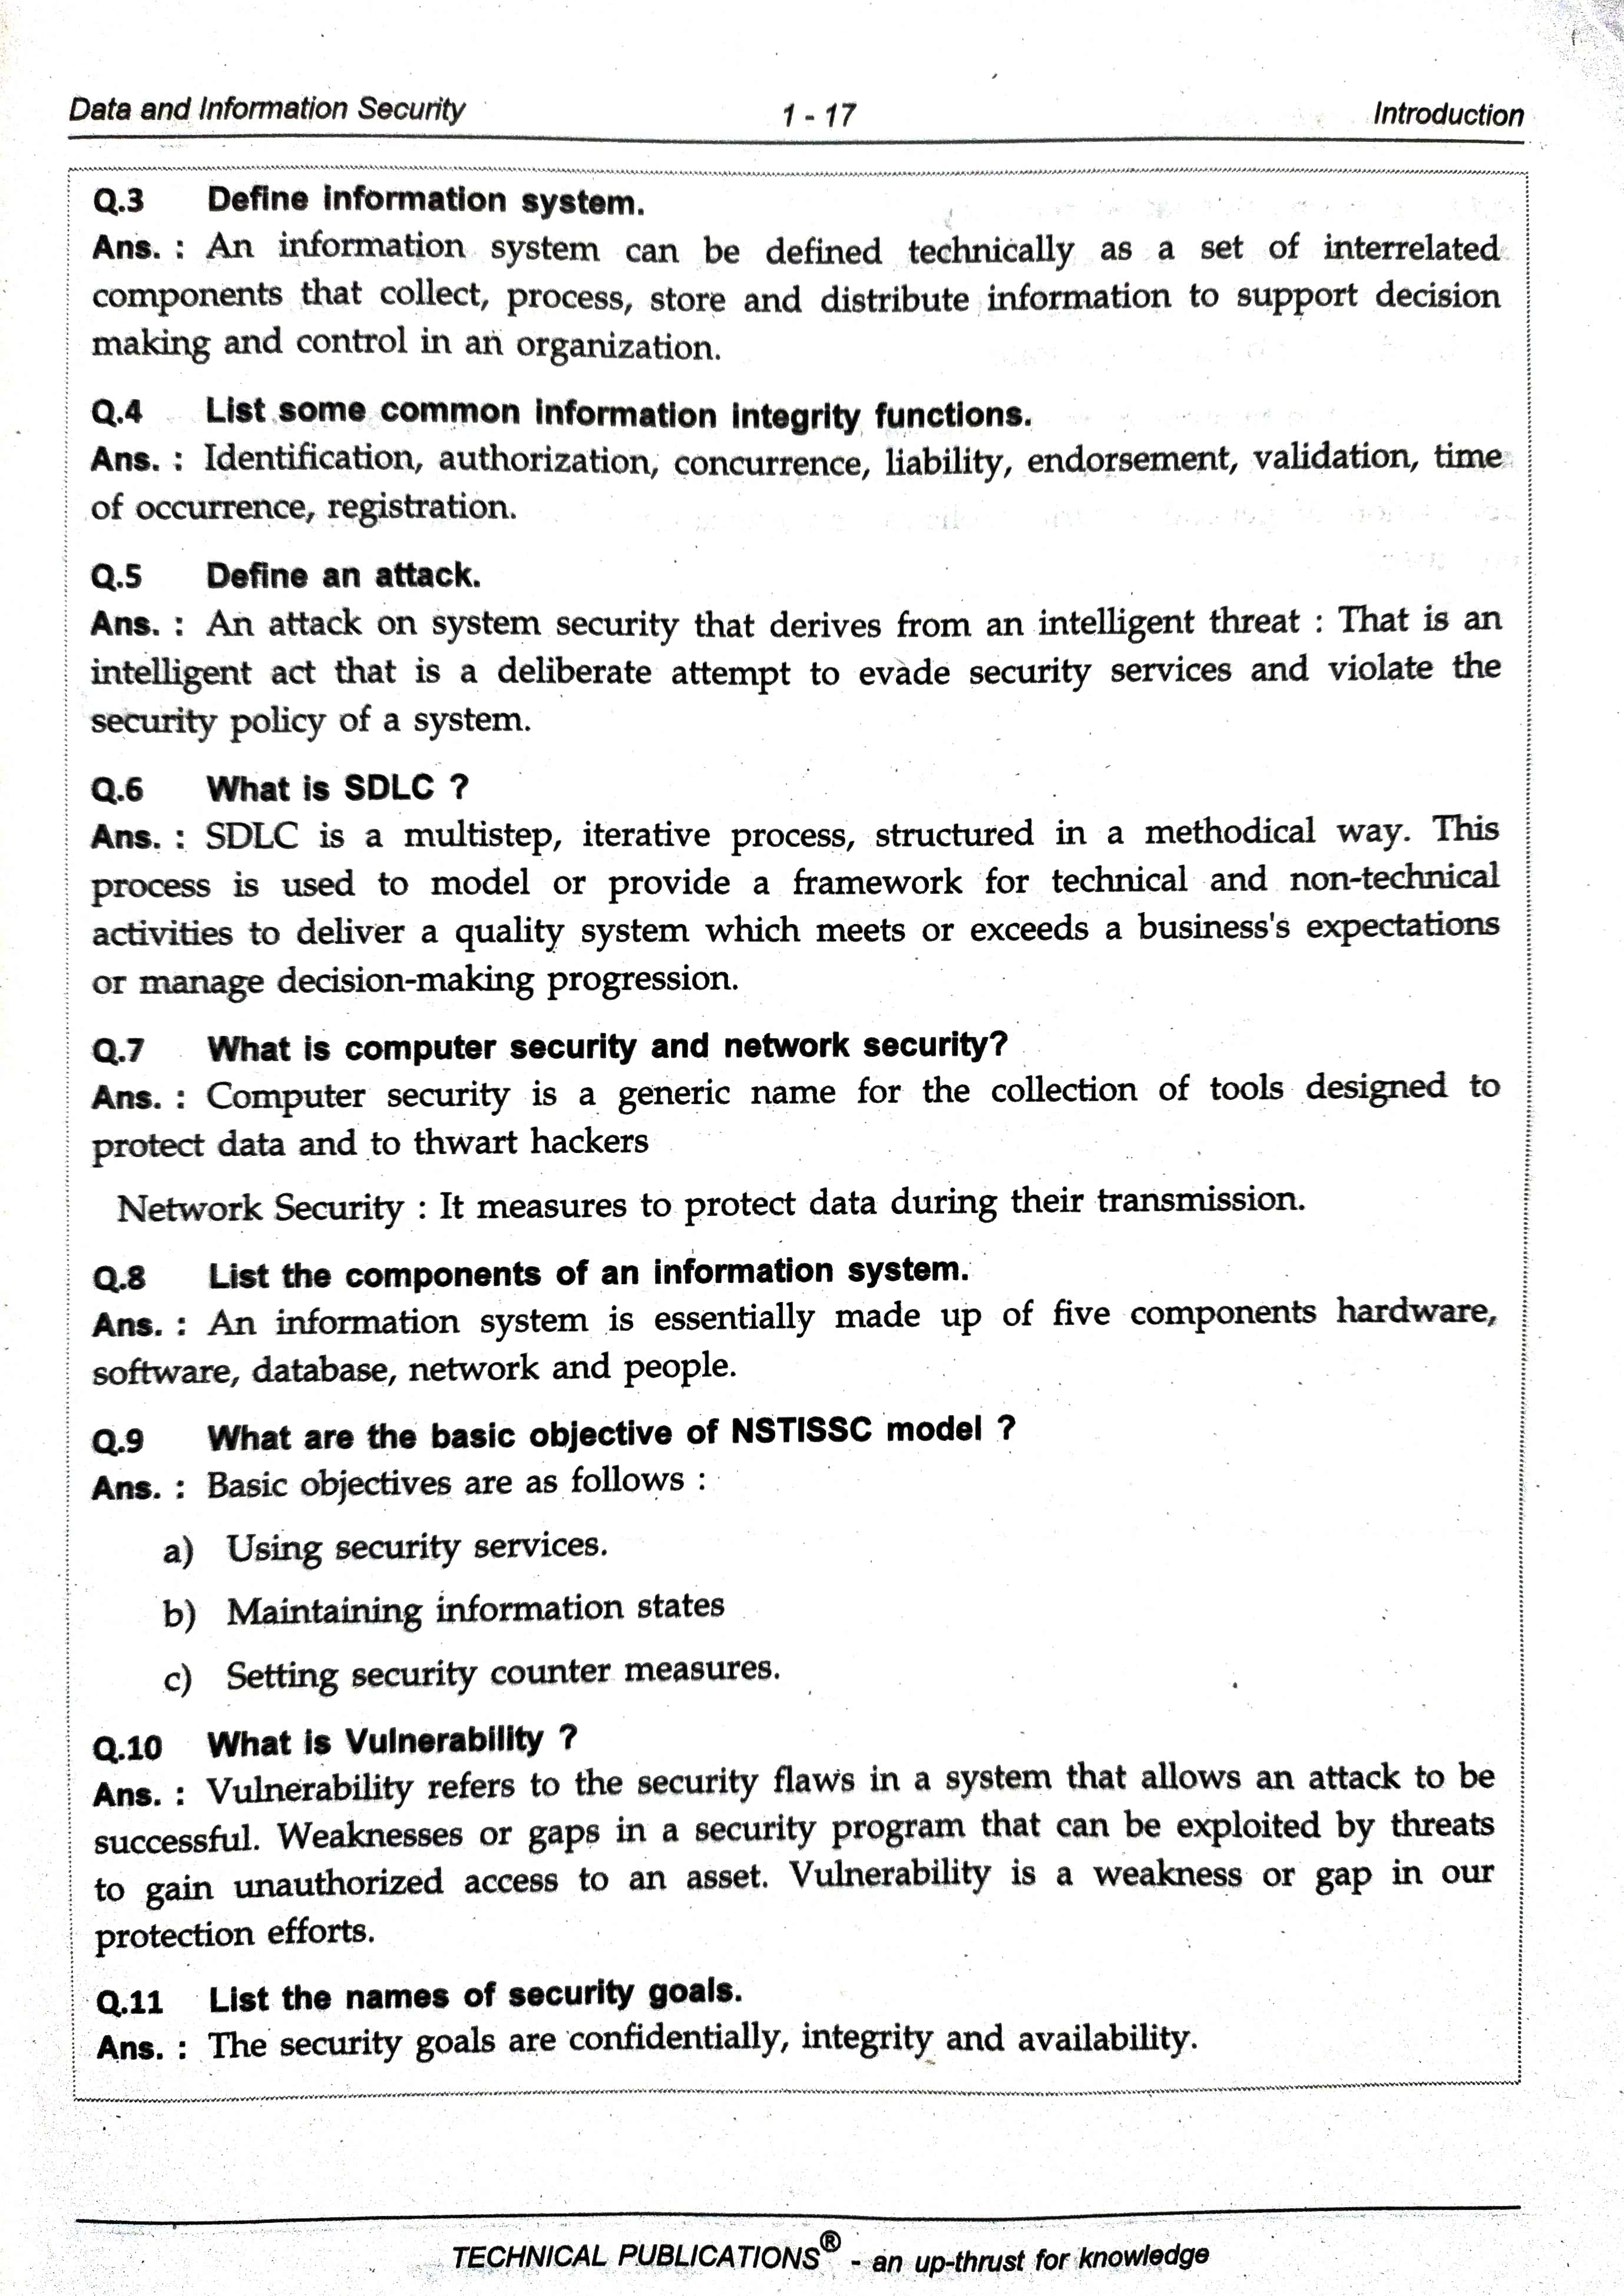 Data and Information Security 1 - 17 Introduction
Q.3 Define information system.
Ans. : An information system can be defined technically as a set of interrelated
components that collect, process, store and distribute information to support decision
making and control in an organization.
Q.4 List some common information integrity functions.
Ans. : Identification, authorization, concurrence, liability, endorsement, validation, time
of occurrence, registration.
Q.5 Define an attack.
Ans. : An attack on system security that derives from an intelligent threat : That is an
intelligent act that is a deliberate attempt to evade security services and violate the
security policy of a system.
Q.6 What is SDLC ?
Ans. : SDLC is a multistep, iterative process, structured in a methodical way. This
process is used to model or provide a framework for technical and non-technical
activities to deliver a quality system which meets or exceeds a business's expectations
or manage decision-making progression.
Q.7 What is computer security and network security?
Ans. : Computer security is a generic name for the collection of tools designed to
protect data and to thwart hackers
Network Security : It measures to protect data during their transmission.
Q.8 List the components of an information system.
Ans. : An information system is essentially made up of five components hardware,
software, database, network and people.
Q.9 What are the basic objective of NSTISSC model ?
Ans. : Basic objectives are as follows :
a) Using security services.
b) Maintaining information states
c) Setting security counter measures.
Q.10 What is Vulnerability ?
Ans. : Vulnerability refers to the security flaws in a system that allows an attack to be
successful. Weaknesses or gaps in a security program that can be exploited by threats
to gain unauthorized access to an asset. Vulnerability is a weakness or gap in our
protection efforts.
Q.11 List the names of security goals.
Ans. : The security goals are confidentially, integrity and availability.
TECHNICAL PUBLICATIONS® - an up-thrust for knowledge